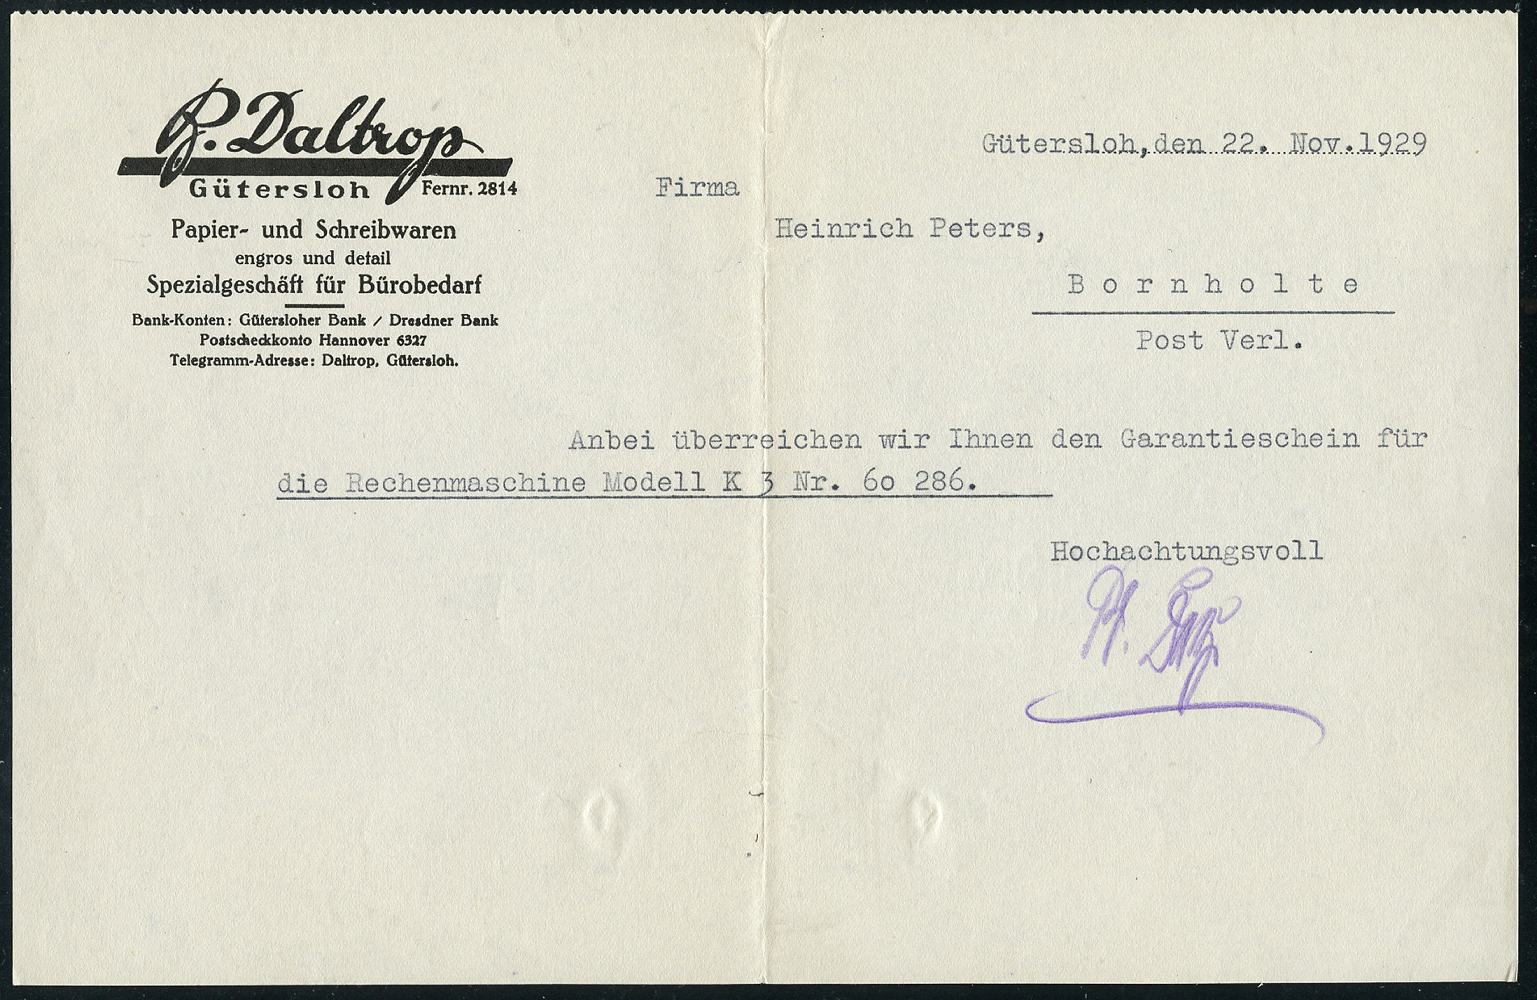 P. Daltrop
Gütersloh Fernr. 2814
Papier- und Schreibwaren
engros und detail
Spezialgeschäft für Bürobedarf
Bank-Konten: Gütersloher Bank / Dresdner Bank
Postscheckkonto Hannover 6327
Telegramm-Adresse: Daltrop, Gütersloh.
Gütersloh, den 22. Nov. 1929
Firma
Heinrich Peters,
Bornholte
Post Verl.
Anbei überreichen wir Ihnen den Garantieschein für
die Rechenmaschine Modell K 3 Nr. 6o 286.
Hochachtungsvoll